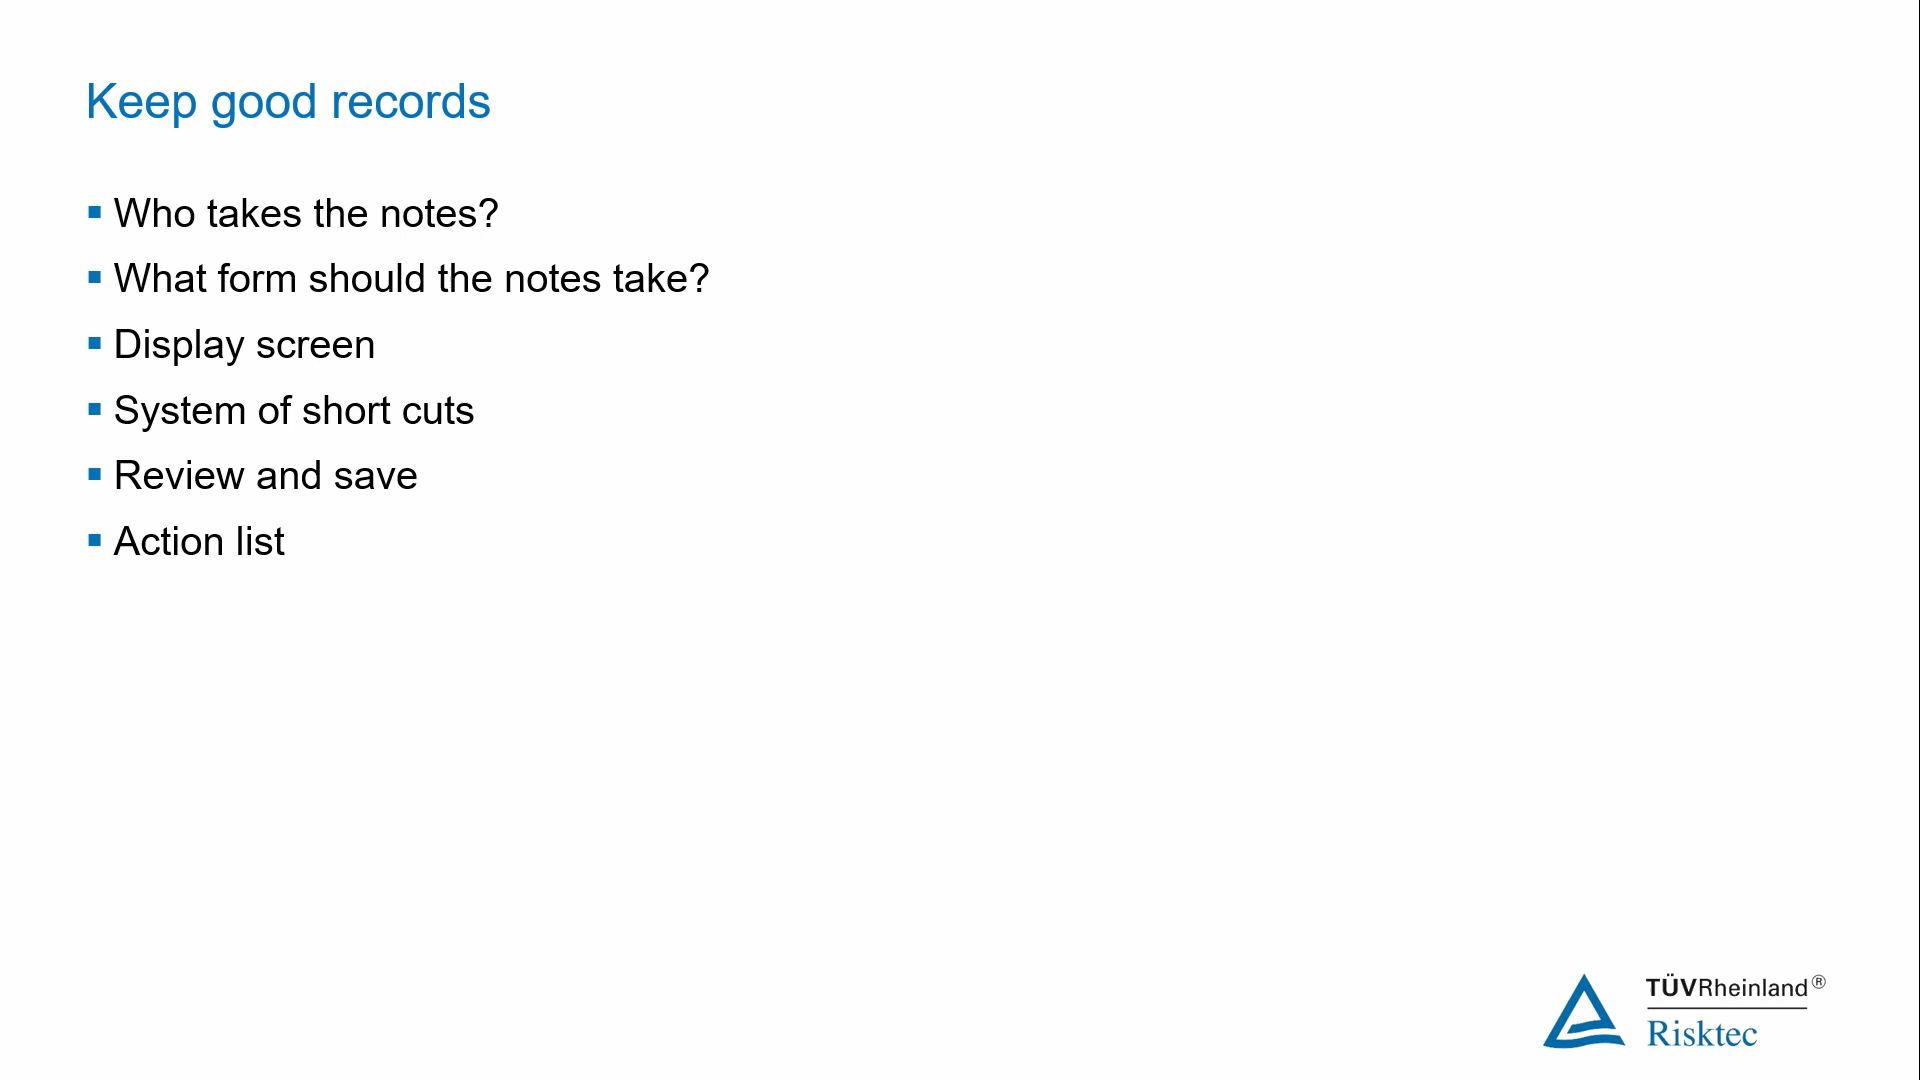 Keep good records
▪ Who takes the notes?
▪ What form should the notes take?
▪ Display screen
▪ System of short cuts
▪ Review and save
▪ Action list
TÜVRheinland®
Risktec